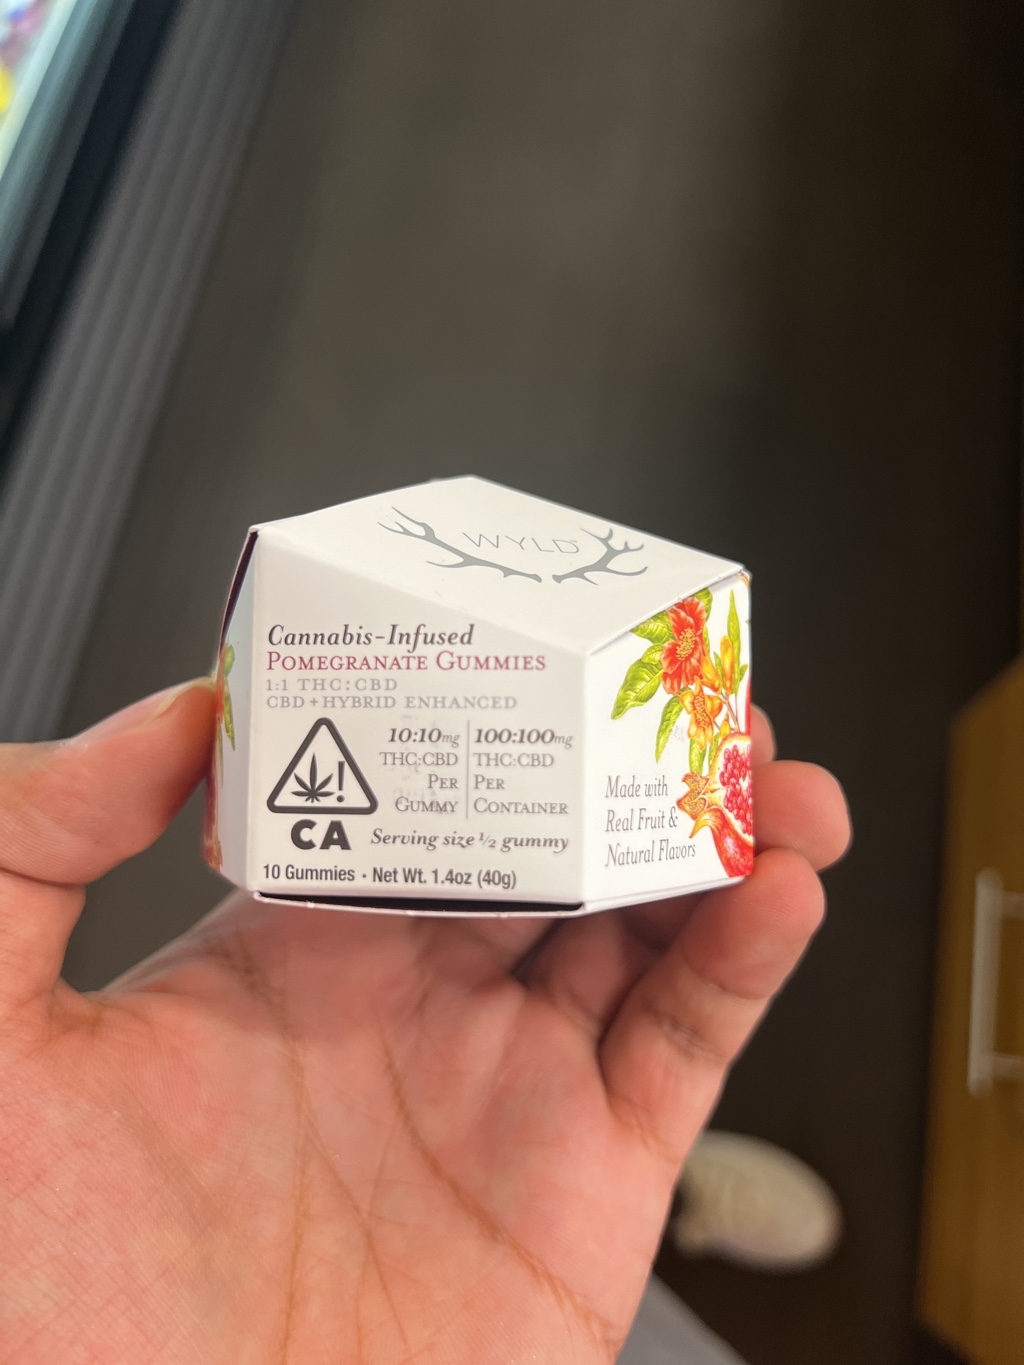 WYLD
Cannabis-Infused
POMEGRANATE GUMMIES
1:1 THC:CBD
CBD + HYBRID ENHANCED
10:10mg
THC:CBD
PER
GUMMY
100:100mg
THC:CBD
PER
CONTAINER
CA
Serving size ½ gummy
10 Gummies · Net Wt. 1.4oz (40g)
Made with
Real Fruit &
Natural Flavors